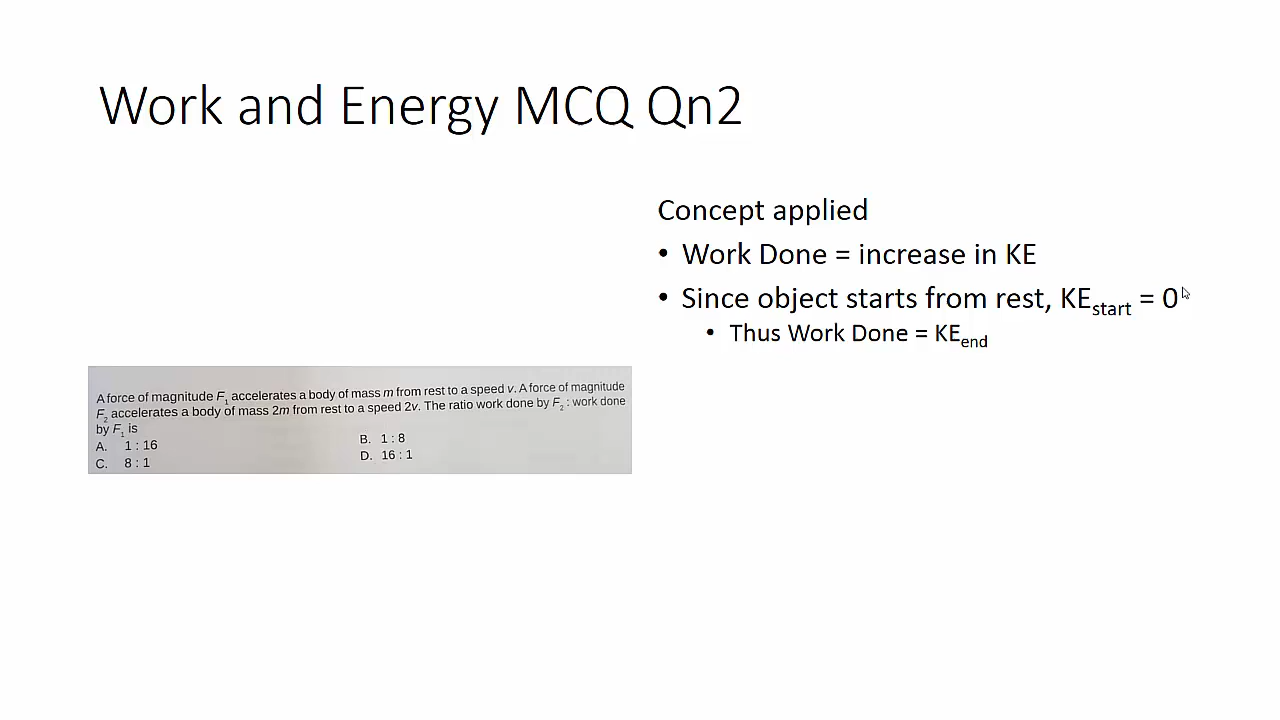 Work and Energy MCQ Qn2
Concept applied
• Work Done = increase in KE
• Since object starts from rest, KEstart = 0
• Thus Work Done = KEend
A force of magnitude F1 accelerates a body of mass m from rest to a speed v. A force of magnitude
F2 accelerates a body of mass 2m from rest to a speed 2v. The ratio work done by F2 : work done
by F1 is
A. 1 : 16 B. 1 : 8
C. 8 : 1 D. 16 : 1